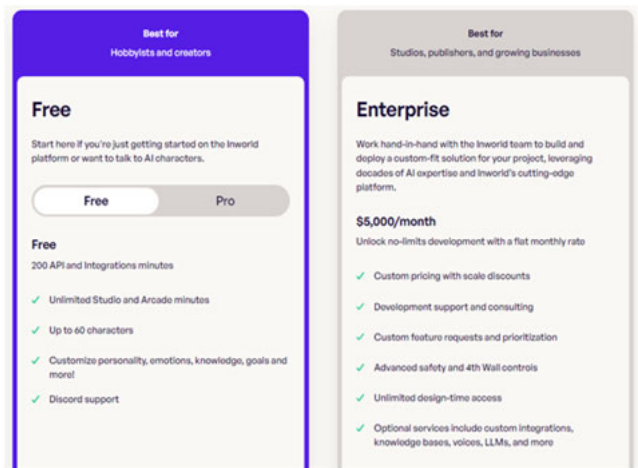 Best for
Hobbyists and creators
Free
Start here if you're just getting started on the Inworld
platform or want to talk to AI characters.
Free Pro
Free
200 API and Integrations minutes
Unlimited Studio and Arcade minutes
Up to 60 characters
Customize personality, emotions, knowledge, goals and
more!
Discord support
Best for
Studios, publishers, and growing businesses
Enterprise
Work hand-in-hand with the Inworld team to build and
deploy a custom-fit solution for your project, leveraging
decades of AI expertise and Inworld's cutting-edge
platform.
$5,000/month
Unlock no-limits development with a flat monthly rate
Custom pricing with scale discounts
Development support and consulting
Custom feature requests and prioritization
Advanced safety and 4th Wall controls
Unlimited design-time access
Optional services include custom integrations,
knowledge bases, voices, LLMs, and more